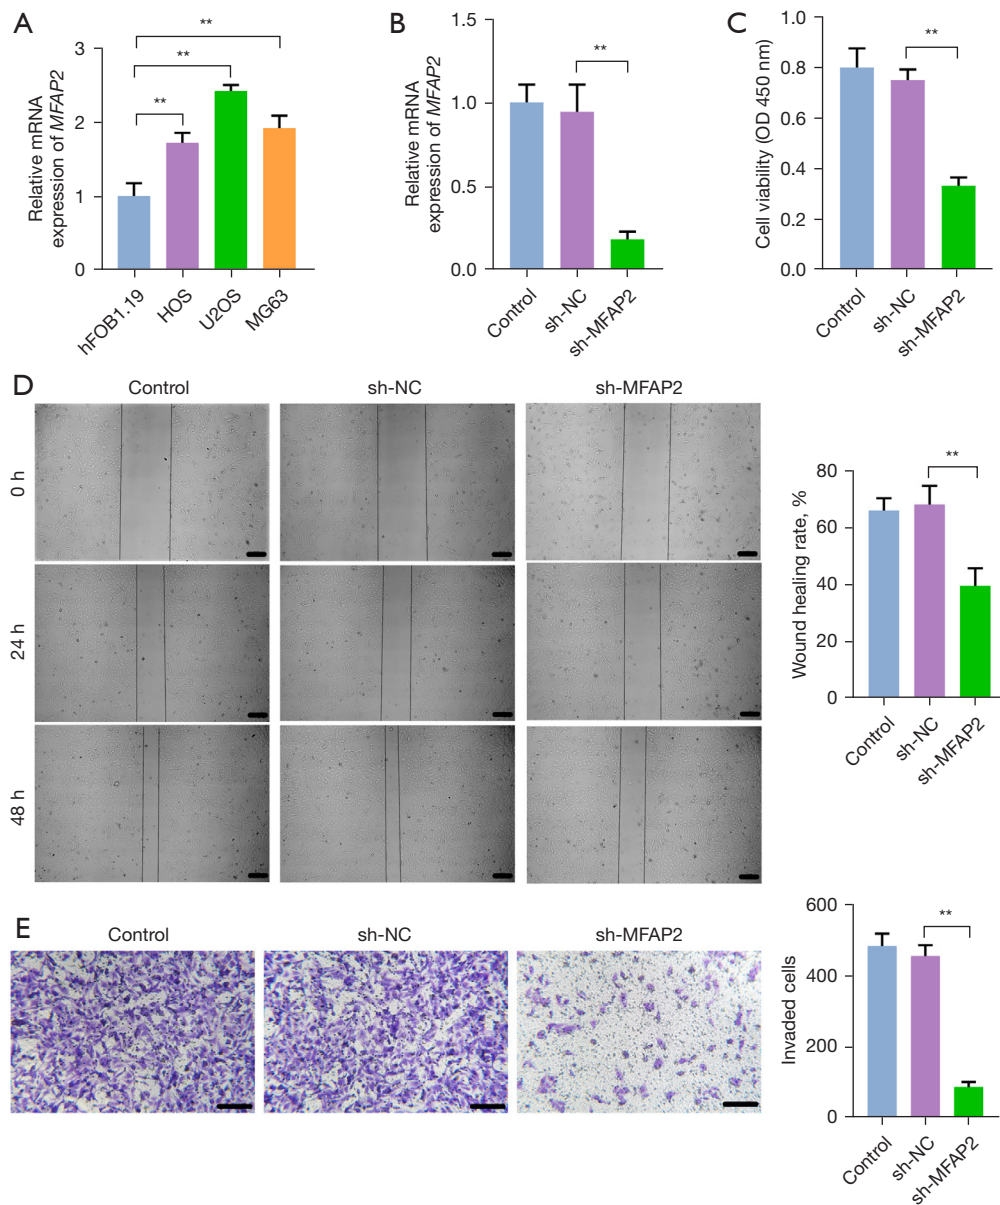 A
Relative mRNA
expression of MFAP2
3
2
1
0
**
**
**
hFOB1.19
HOS
U2OS
MG63
B
Relative mRNA
expression of MFAP2
1.5
1.0
0.5
0.0
**
Control
sh-NC
sh-MFAP2
C
Cell viability (OD 450 nm)
1.0
0.8
0.6
0.4
0.2
0.0
**
Control
sh-NC
sh-MFAP2
D
Control
sh-NC
sh-MFAP2
0 h
24 h
48 h
Wound healing rate, %
80
60
40
20
0
**
Control
sh-NC
sh-MFAP2
E
Control
sh-NC
sh-MFAP2
Invaded cells
600
400
200
0
**
Control
sh-NC
sh-MFAP2